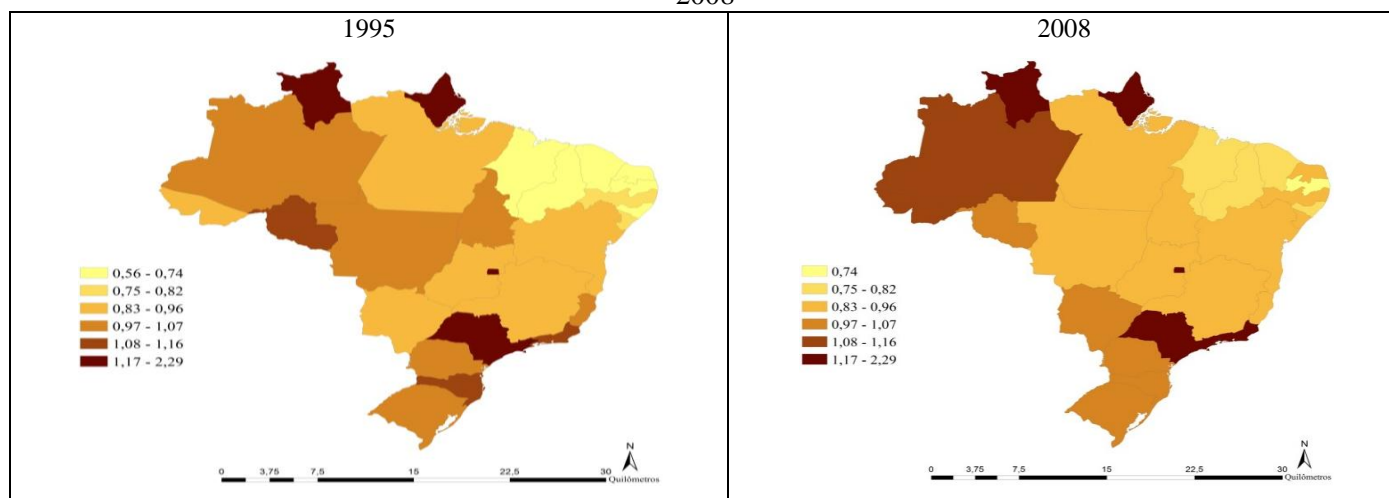 2008
1995
0,56 - 0,74
0,75 - 0,82
0,83 - 0,96
0,97 - 1,07
1,08 - 1,16
1,17 - 2,29
N
0 3,75 7,5 15 22,5 30
Quilômetros
2008
0,74
0,75 - 0,82
0,83 - 0,96
0,97 - 1,07
1,08 - 1,16
1,17 - 2,29
N
0 3,75 7,5 15 22,5 30
Quilômetros